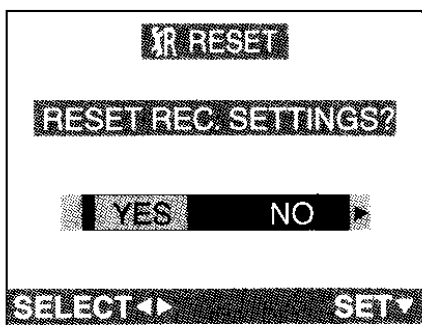 RESET
RESET REC. SETTINGS?
YES NO
SELECT◀▶ SET▼